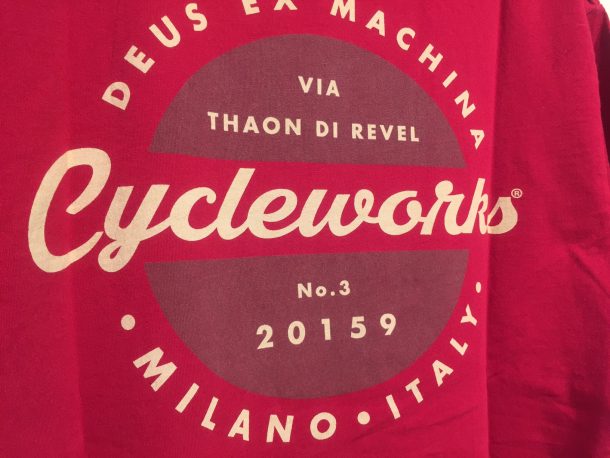 DEUS EX MACHINA
VIA
THAON DI REVEL
Cycleworks®
No.3
20159
• MILANO • ITALY •